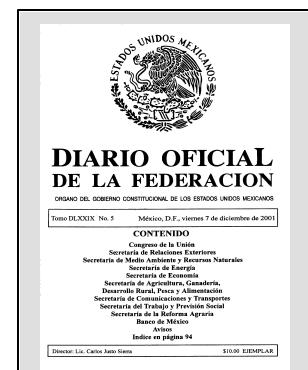 ESTADOS UNIDOS MEXICANOS
DIARIO OFICIAL
DE LA FEDERACION
ORGANO DEL GOBIERNO CONSTITUCIONAL DE LOS ESTADOS UNIDOS MEXICANOS
Tomo DLXXIX No. 5 México, D.F., viernes 7 de diciembre de 2001
CONTENIDO
Congreso de la Unión
Secretaría de Relaciones Exteriores
Secretaría de Medio Ambiente y Recursos Naturales
Secretaría de Energía
Secretaría de Economía
Secretaría de Agricultura, Ganadería,
Desarrollo Rural, Pesca y Alimentación
Secretaría de Comunicaciones y Transportes
Secretaría del Trabajo y Previsión Social
Secretaría de la Reforma Agraria
Banco de México
Avisos
Indice en página 94
Director: Lic. Carlos Justo Sierra $10.00 EJEMPLAR